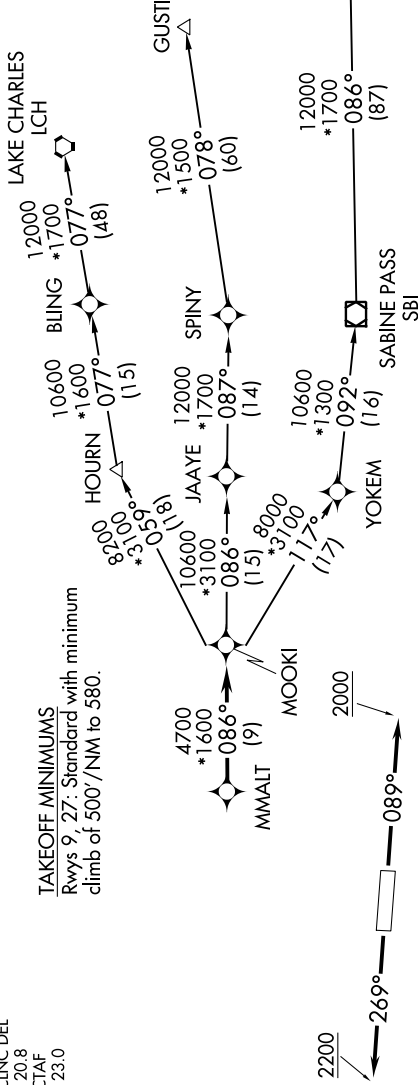 CLNC DEL
20.8
CTAF
23.0
TAKEOFF MINIMUMS
Rwys 9, 27: Standard with minimum
climb of 500'/NM to 580.
LAKE CHARLES
LCH
12000
*1700
077°
(48)
BLING
10600
*1600
077°
(15)
HOURN
8200
*3100
059°
(18)
GUSTI
12000
*1500
078°
(60)
SPINY
12000
*1700
087°
(14)
JAAYE
10600
*3100
086°
(15)
12000
*1700
086°
(87)
SABINE PASS
SBI
10600
*1300
092°
(16)
YOKEM
8000
*3100
117°
(17)
MOOKI
4700
*1600
086°
(9)
MMALT
2000
089°
269°
2200